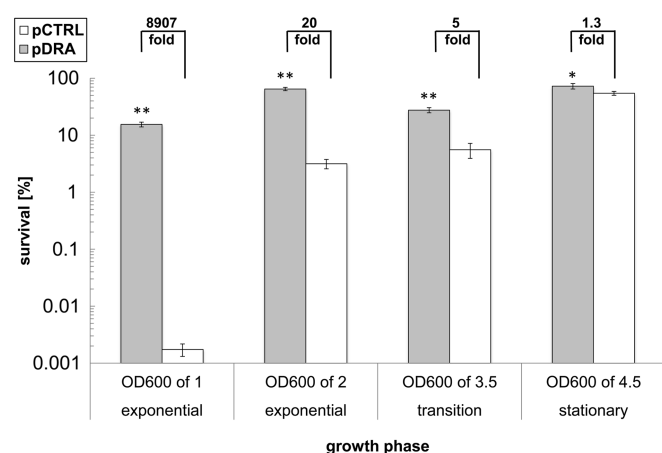 8907 20 5 1.3
pCTRL fold fold fold fold
pDRA
** ** ** *
100
10
1
0.1
0.01
0.001
survival [%]
OD600 of 1 OD600 of 2 OD600 of 3.5 OD600 of 4.5
exponential exponential transition stationary
growth phase